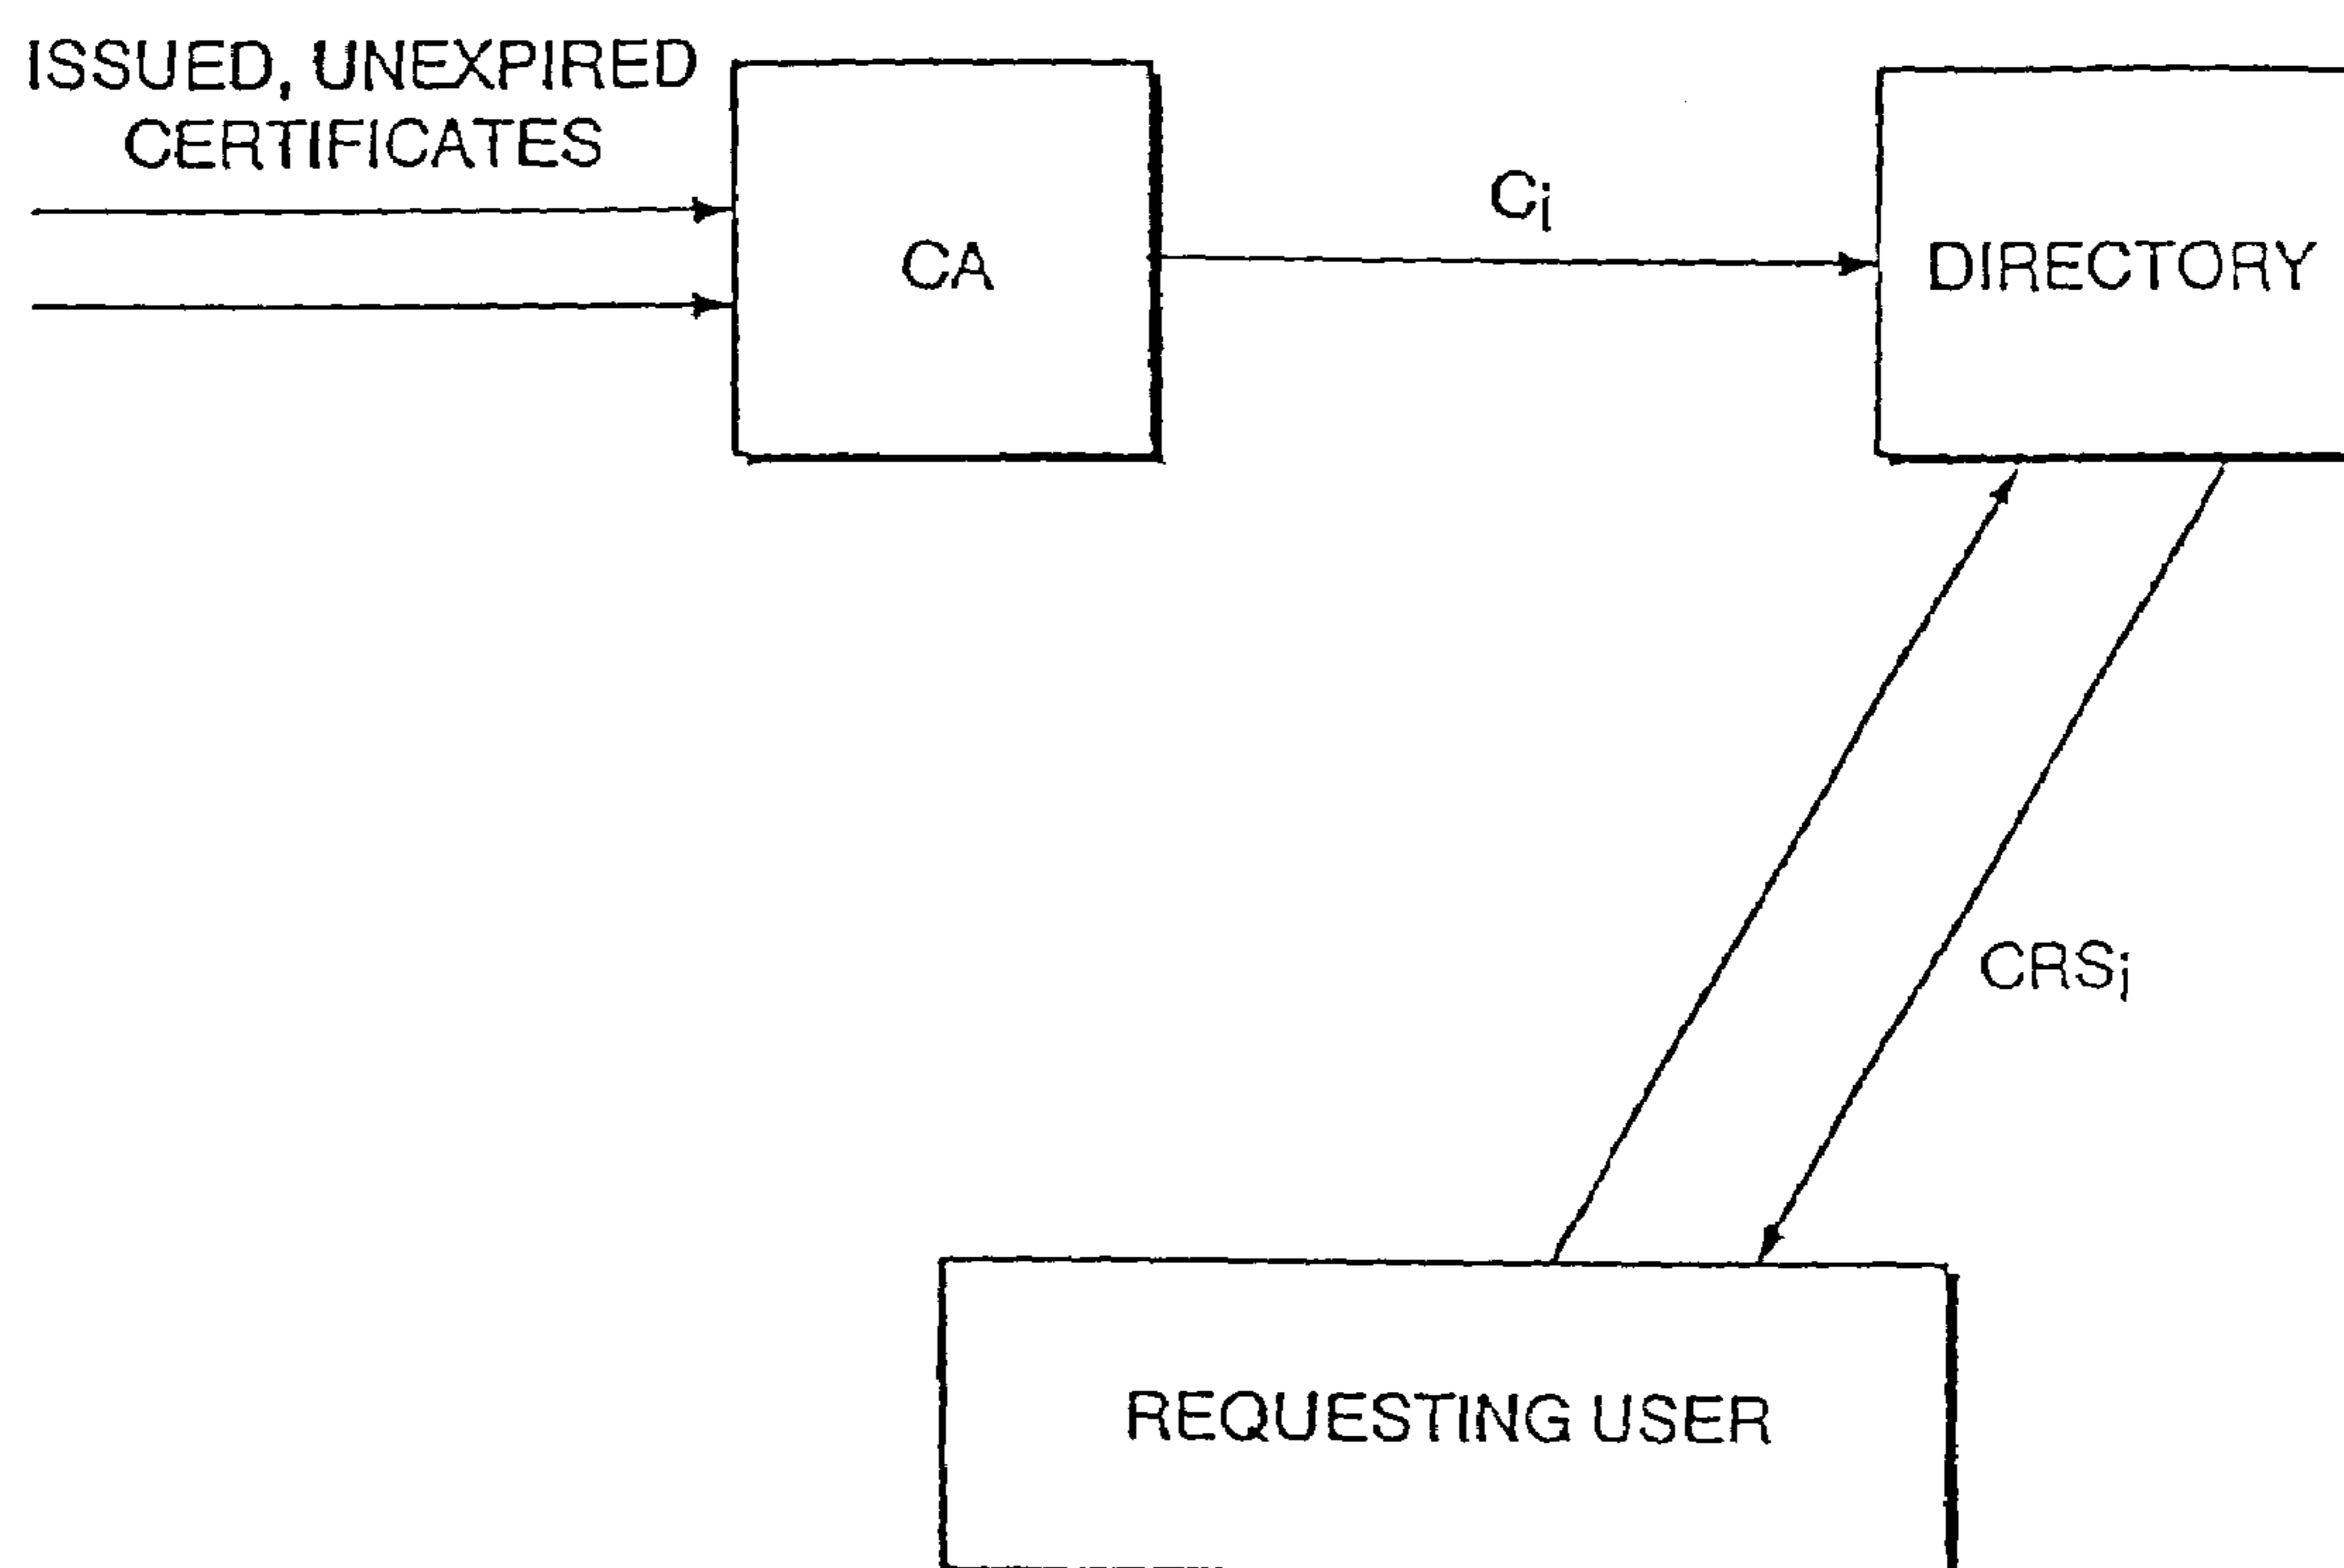 ISSUED, UNEXPIRED
CERTIFICATES
CA
Ci
DIRECTORY
CRSi
REQUESTING USER